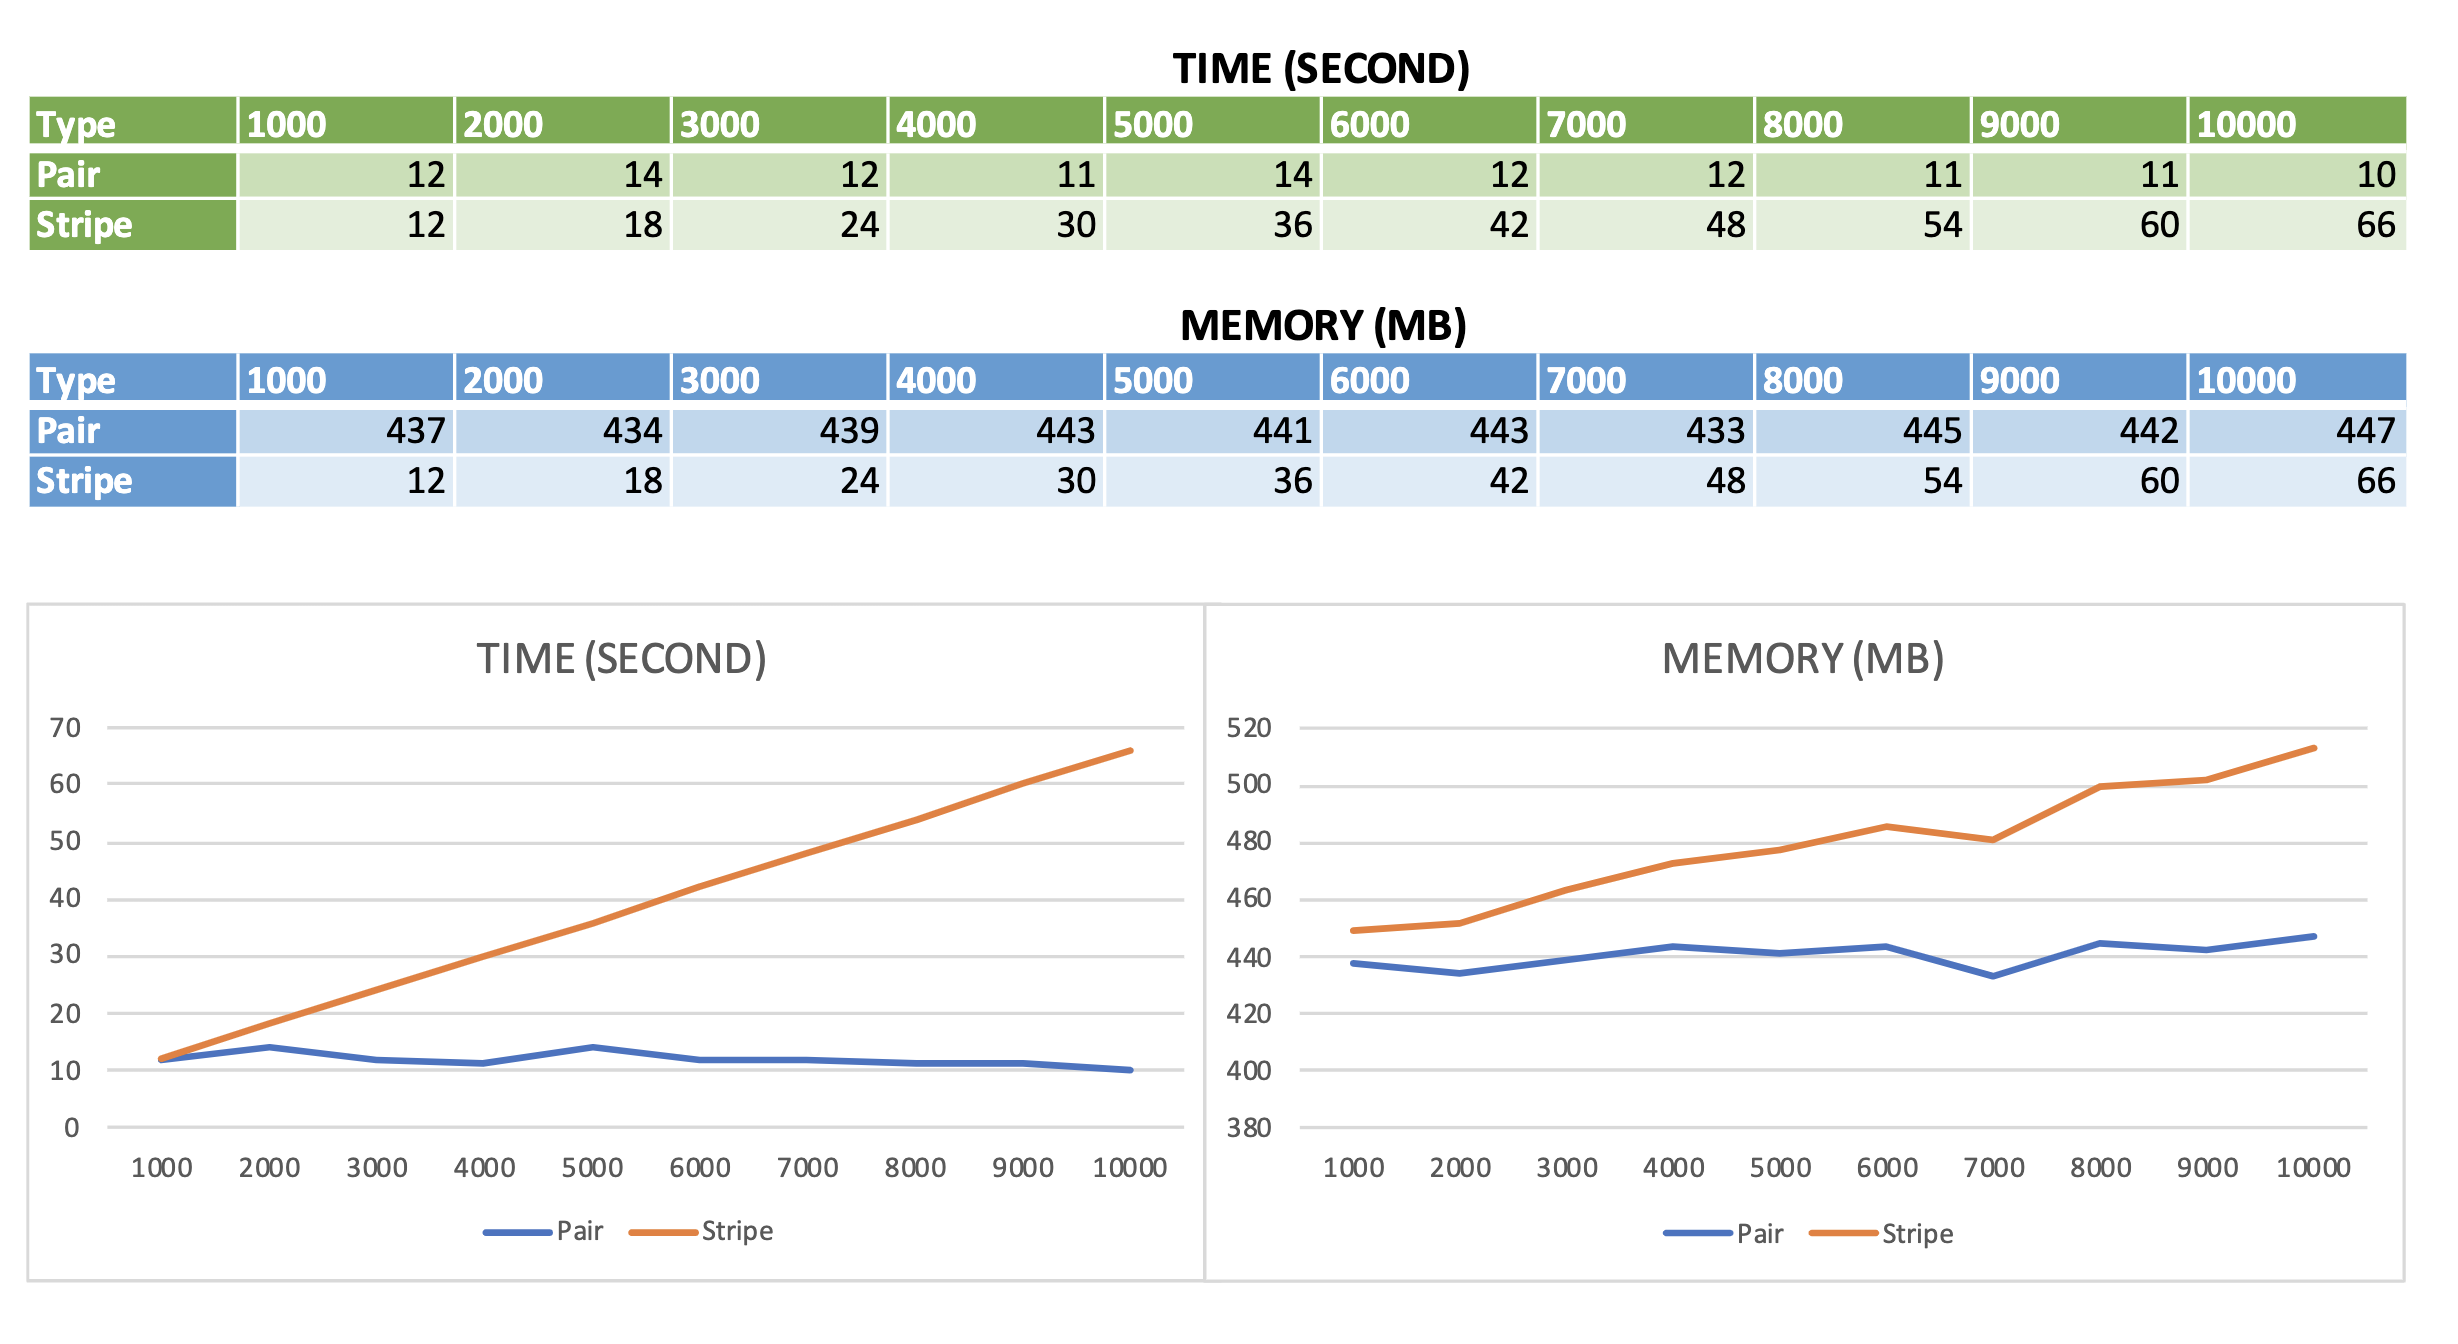 TIME (SECOND)
Type 1000 2000 3000 4000 5000 6000 7000 8000 9000 10000
Pair 12 14 12 11 14 12 12 11 11 10
Stripe 12 18 24 30 36 42 48 54 60 66
MEMORY (MB)
Type 1000 2000 3000 4000 5000 6000 7000 8000 9000 10000
Pair 437 434 439 443 441 443 433 445 442 447
Stripe 12 18 24 30 36 42 48 54 60 66
TIME (SECOND)
70
60
50
40
30
20
10
0
1000 2000 3000 4000 5000 6000 7000 8000 9000 10000
Pair Stripe
MEMORY (MB)
520
500
480
460
440
420
400
380
1000 2000 3000 4000 5000 6000 7000 8000 9000 10000
Pair Stripe